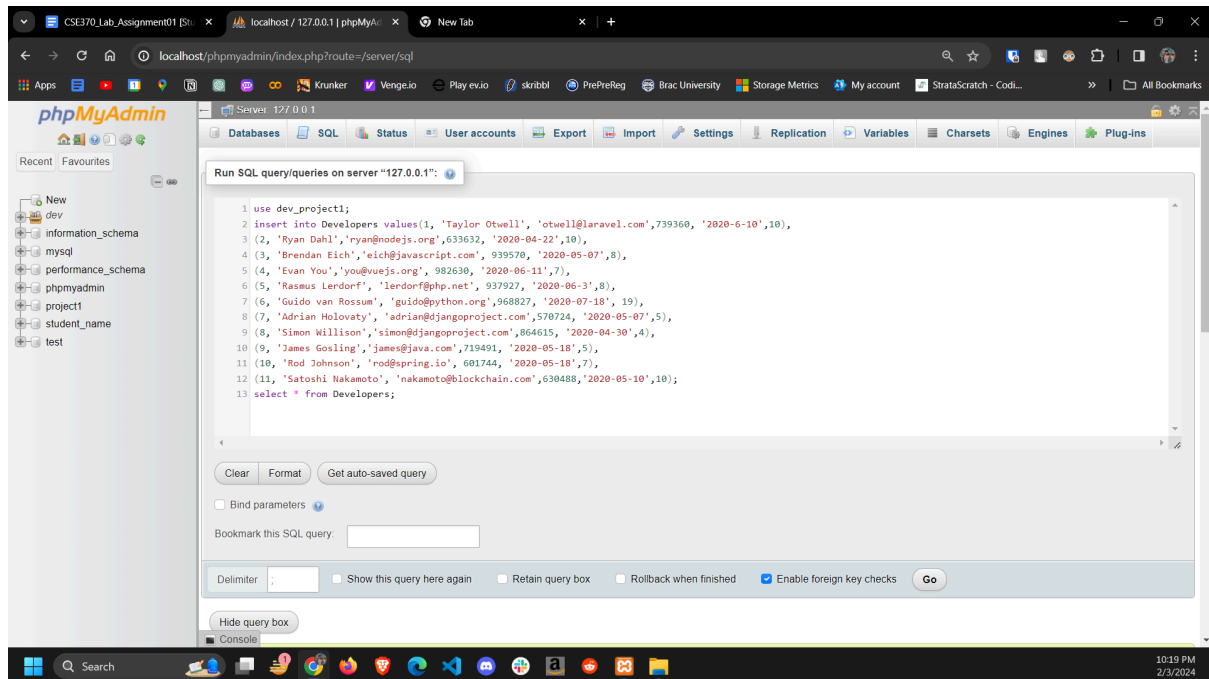 CSE370_Lab_Assignment01 [Stu
localhost / 127.0.0.1 | phpMyAd
New Tab
localhost/phpmyadmin/index.php?route=/server/sql
Apps
Krunker
Venge.io
Play ev.io
skribbl
PrePreReg
Brac University
Storage Metrics
My account
StrataScratch - Codi...
»
All Bookmarks
phpMyAdmin
Recent
Favourites
New
dev
information_schema
mysql
performance_schema
phpmyadmin
project1
student_name
test
Server: 127.0.0.1
Databases
SQL
Status
User accounts
Export
Import
Settings
Replication
Variables
Charsets
Engines
Plug-ins
Run SQL query/queries on server “127.0.0.1”:
1 use dev_project1;
2 insert into Developers values(1, 'Taylor Otwell', 'otwell@laravel.com',739360, '2020-6-10',10),
3 (2, 'Ryan Dahl','ryan@nodejs.org',633632, '2020-04-22',10),
4 (3, 'Brendan Eich','eich@javascript.com', 939570, '2020-05-07',8),
5 (4, 'Evan You','you@vuejs.org', 982630, '2020-06-11',7),
6 (5, 'Rasmus Lerdorf', 'lerdorf@php.net', 937927, '2020-06-3',8),
7 (6, 'Guido van Rossum', 'guido@python.org',968827, '2020-07-18', 19),
8 (7, 'Adrian Holovaty', 'adrian@djangoproject.com',570724, '2020-05-07',5),
9 (8, 'Simon Willison','simon@djangoproject.com',864615, '2020-04-30',4),
10 (9, 'James Gosling','james@java.com',719491, '2020-05-18',5),
11 (10, 'Rod Johnson', 'rod@spring.io', 601744, '2020-05-18',7),
12 (11, 'Satoshi Nakamoto', 'nakamoto@blockchain.com',630488,'2020-05-10',10);
13 select * from Developers;
Clear
Format
Get auto-saved query
Bind parameters
Bookmark this SQL query:
Delimiter
;
Show this query here again
Retain query box
Rollback when finished
Enable foreign key checks
Go
Hide query box
Console
Search
10:19 PM
2/3/2024